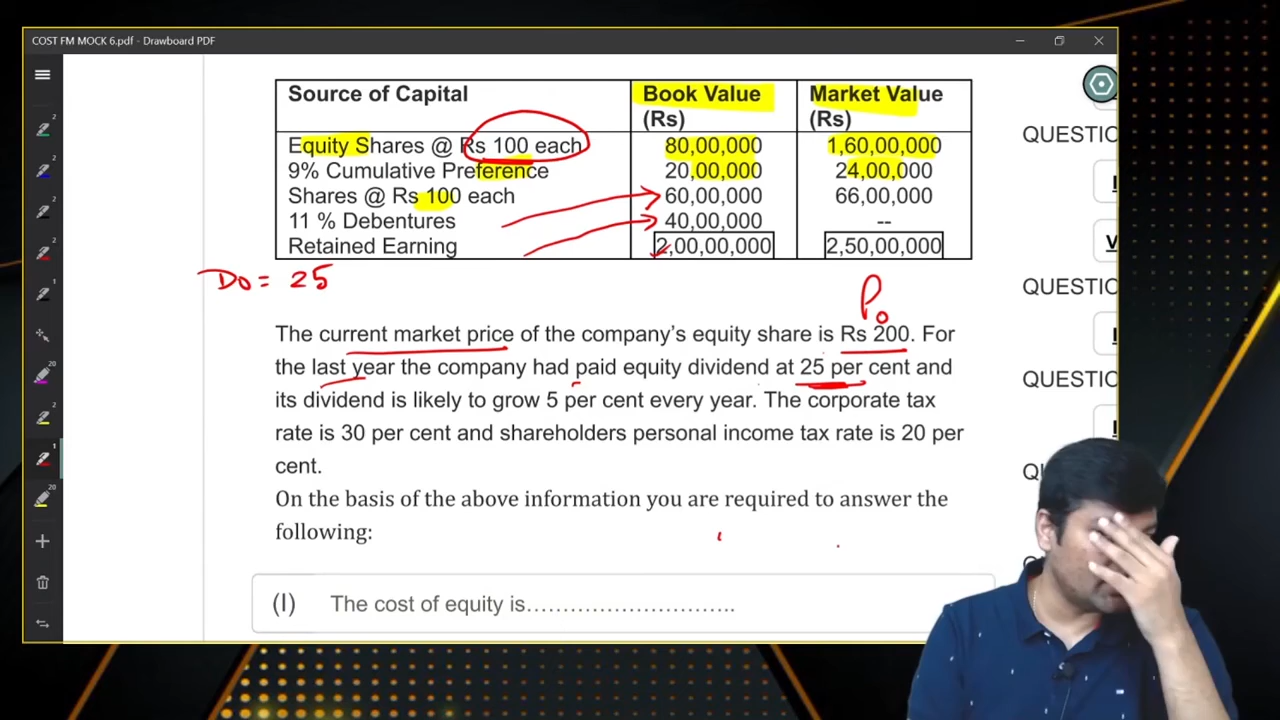 COST FM MOCK 6.pdf - Drawboard PDF
Source of Capital Book Value (Rs) Market Value (Rs)
Equity Shares @ Rs 100 each 80,00,000 1,60,00,000
9% Cumulative Preference 20,00,000 24,00,000
Shares @ Rs 100 each 60,00,000 66,00,000
11 % Debentures 40,00,000 --
Retained Earning 2,00,00,000 2,50,00,000
Do = 25
Po
The current market price of the company's equity share is Rs 200. For
the last year the company had paid equity dividend at 25 per cent and
its dividend is likely to grow 5 per cent every year. The corporate tax
rate is 30 per cent and shareholders personal income tax rate is 20 per
cent.
On the basis of the above information you are required to answer the
following:
(I) The cost of equity is………………………..
QUESTIO
QUESTIO
QUESTIO
QUESTIO